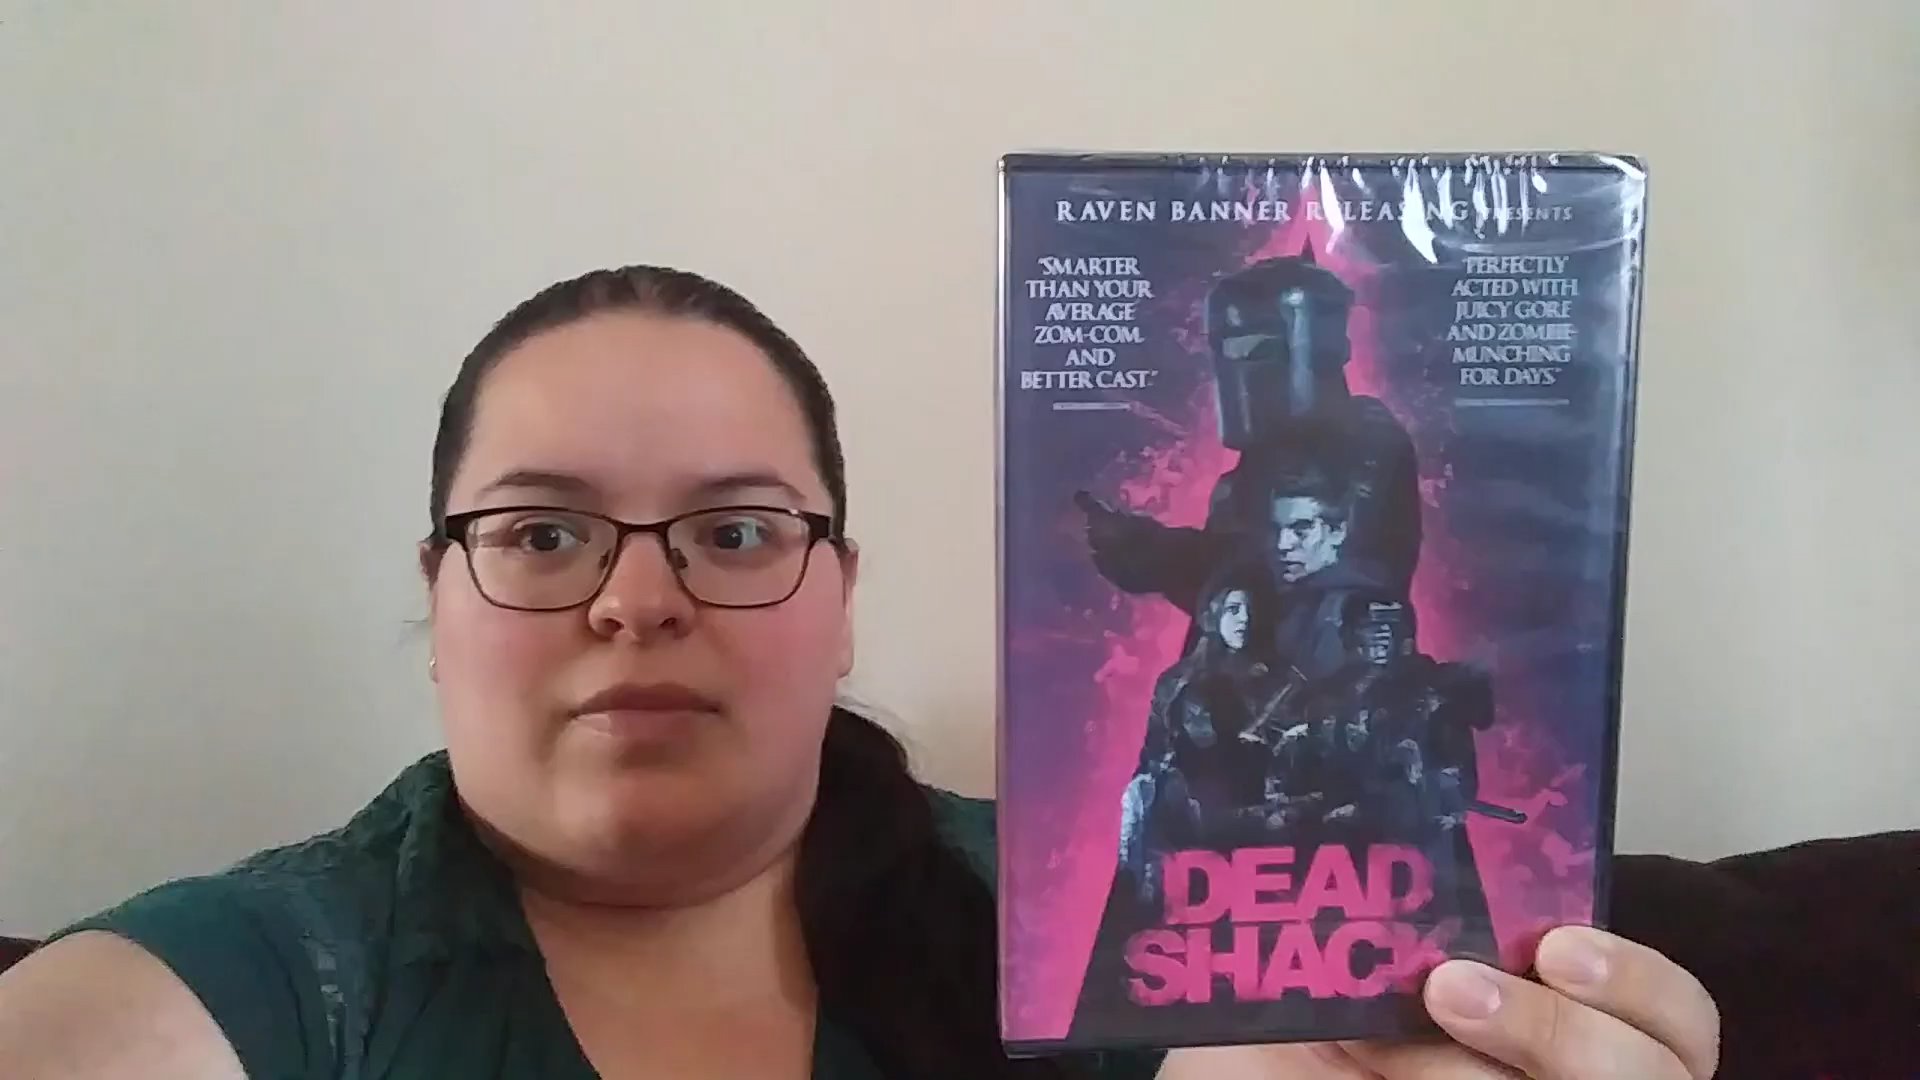 RAVEN BANNER RELEASING PRESENTS
"SMARTER
THAN YOUR
AVERAGE
ZOM-COM.
AND
BETTER CAST."
"PERFECTLY
ACTED WITH
JUICY GORE
AND ZOMBIE-
MUNCHING
FOR DAYS"
DEAD
SHACK